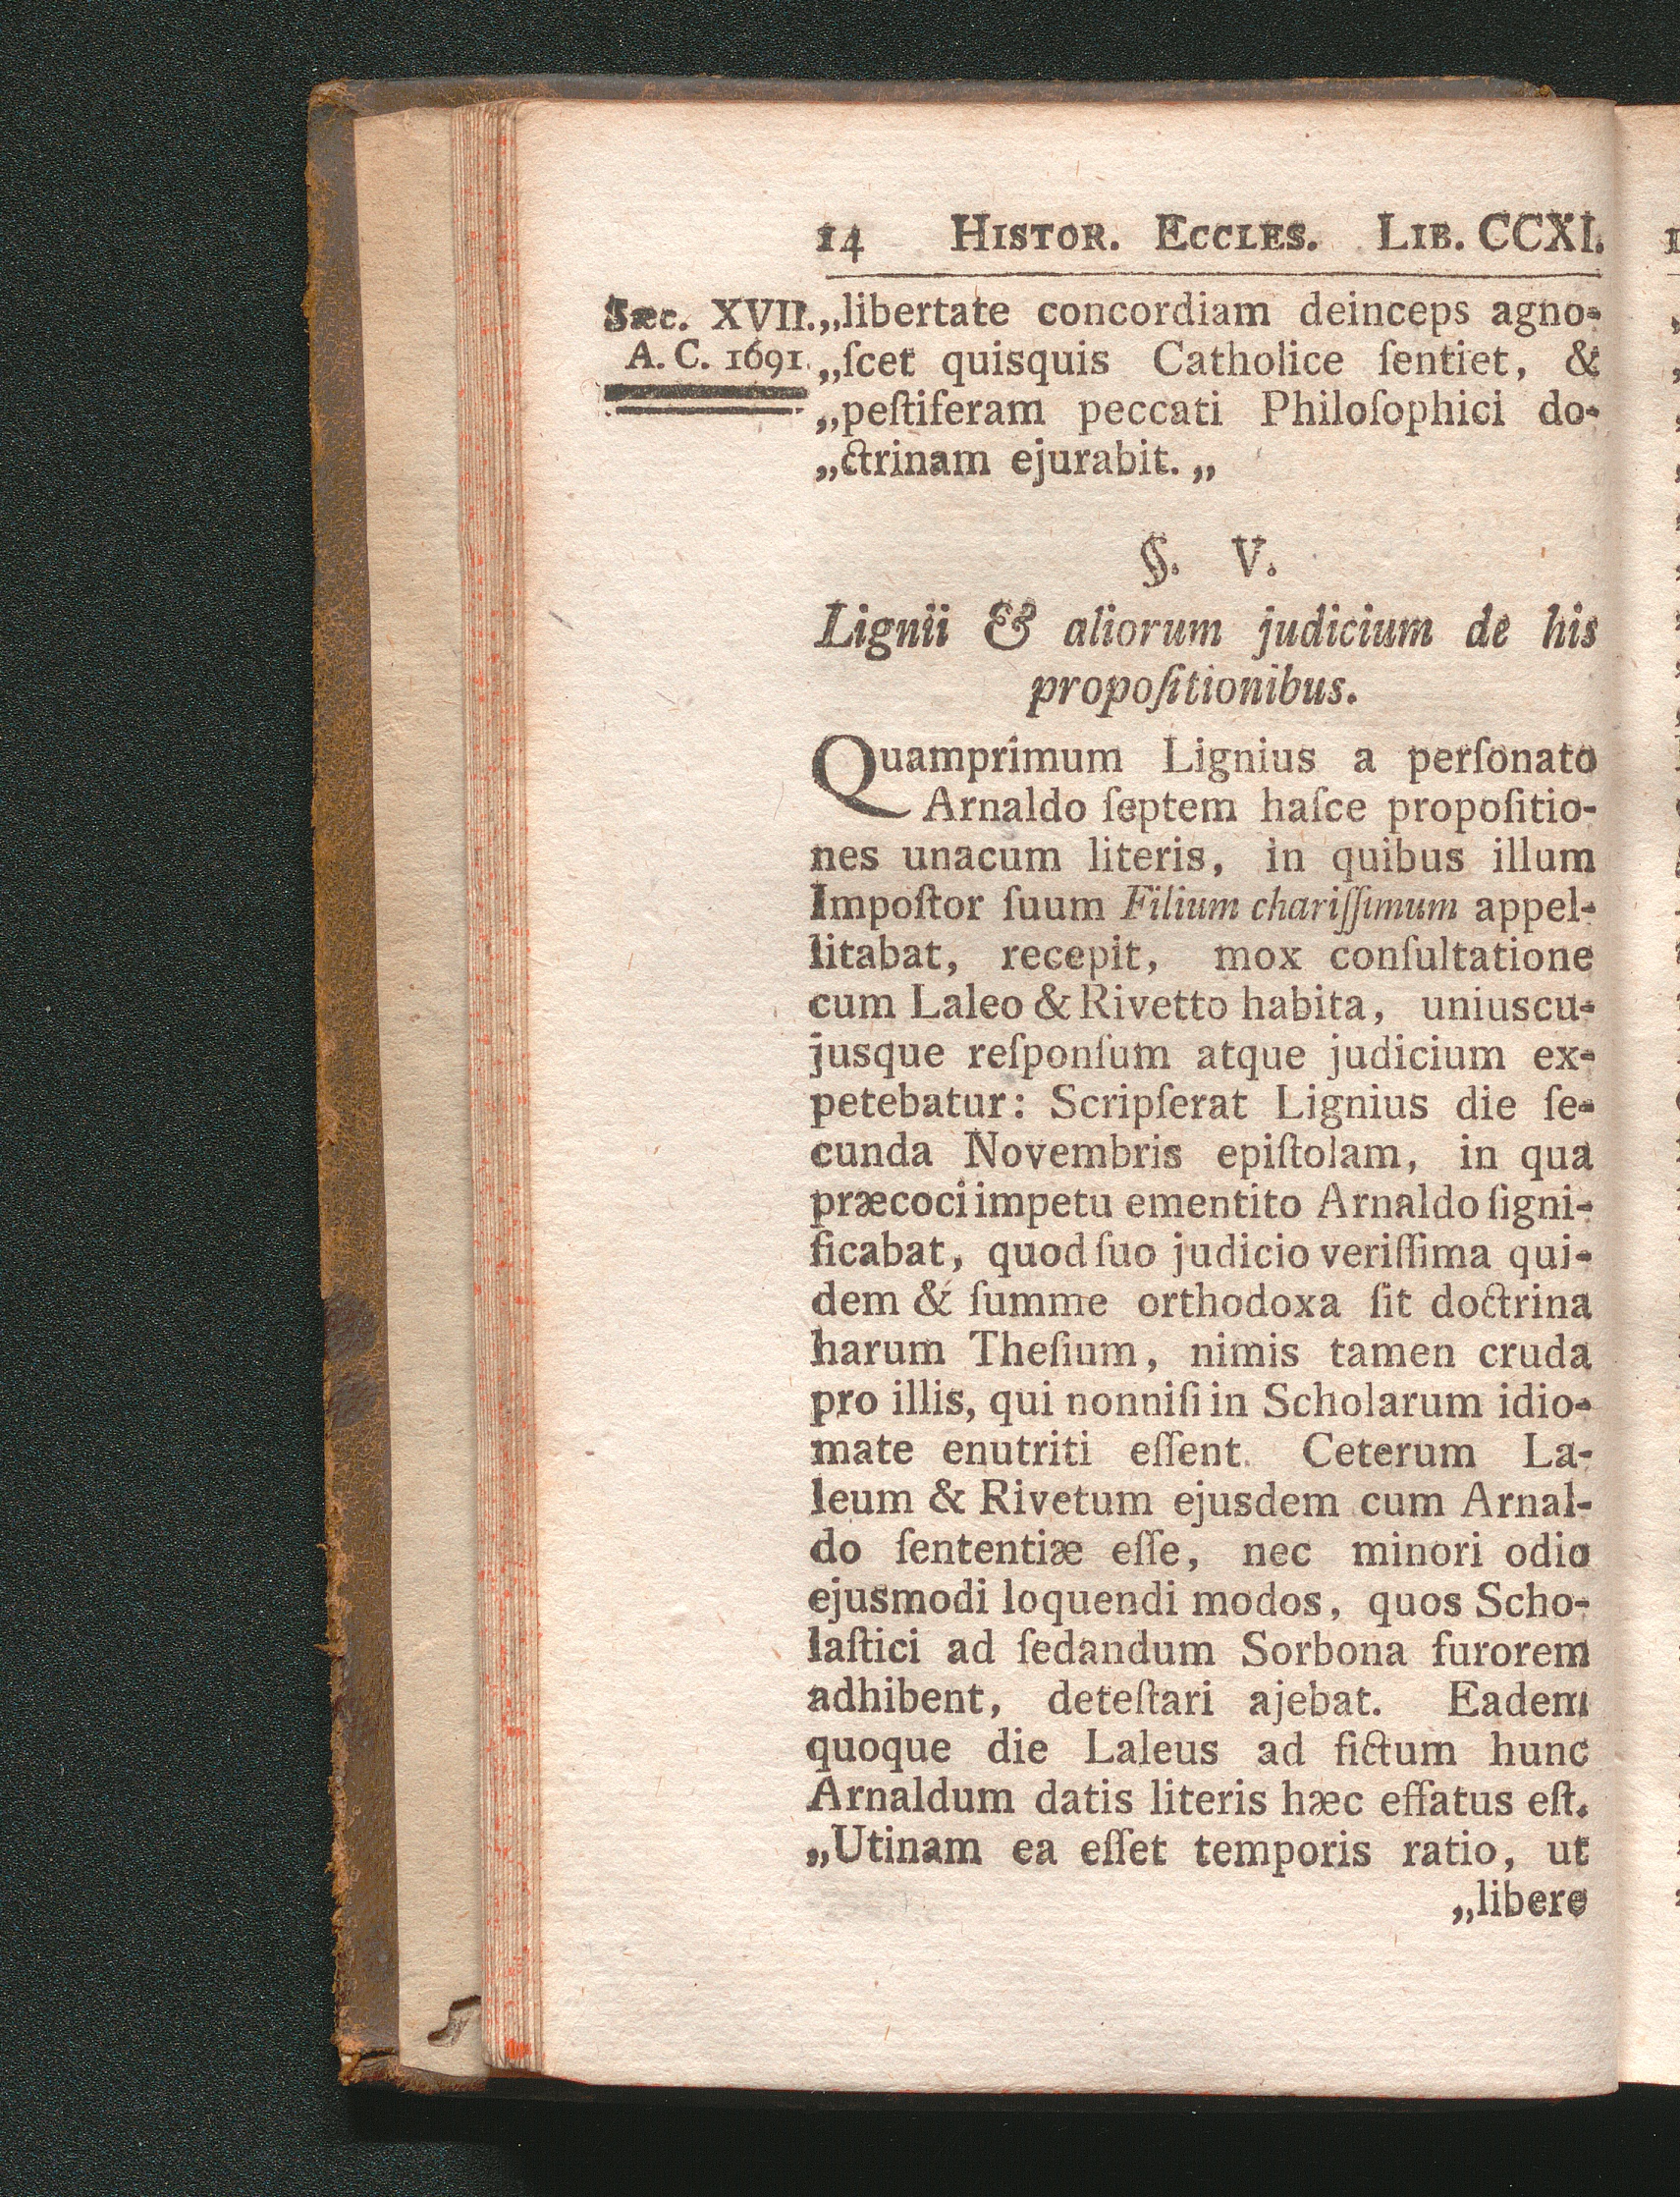 14 HISTOR. ECCLES. LIB. CCXI.
Sæc. XVII.
A. C. 1691.
„libertate concordiam deinceps agno-
„ſcet quisquis Catholice ſentiet, &
„peſtiferam peccati Philoſophici do-
„ctrinam ejurabit. „
§. V.
Lignii & aliorum judicium de his
propoſitionibus.
Quamprimum Lignius a perſonato
Arnaldo ſeptem haſce propoſitio-
nes unacum literis, in quibus illum
Impoſtor ſuum Filium chariſſimum appel-
litabat, recepit, mox conſultatione
cum Laleo & Rivetto habita, uniuscu-
jusque reſponſum atque judicium ex-
petebatur: Scripſerat Lignius die ſe-
cunda Novembris epiſtolam, in qua
præcoci impetu ementito Arnaldo ſigni-
ficabat, quod ſuo judicio veriſſima qui-
dem & ſumme orthodoxa ſit doctrina
harum Theſium, nimis tamen cruda
pro illis, qui nonniſi in Scholarum idio-
mate enutriti eſſent. Ceterum La-
leum & Rivetum ejusdem cum Arnal-
do ſententiæ eſſe, nec minori odio
ejusmodi loquendi modos, quos Scho-
laſtici ad ſedandum Sorbona furorem
adhibent, deteſtari ajebat. Eadem
quoque die Laleus ad fictum hunc
Arnaldum datis literis hæc effatus eſt.
„Utinam ea eſſet temporis ratio, ut
„libere